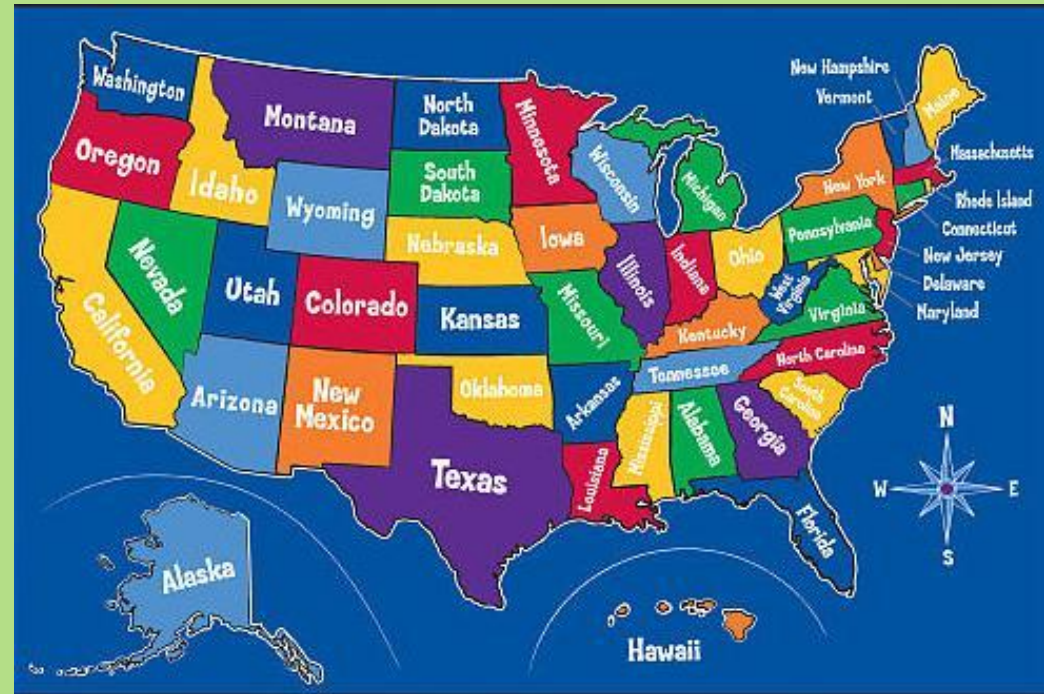 Washington
Oregon
California
Nevada
Idaho
Montana
Wyoming
Utah
Arizona
Colorado
New
Mexico
North
Dakota
South
Dakota
Nebraska
Kansas
Oklahoma
Texas
Minnesota
Iowa
Missouri
Arkansas
Louisiana
Wisconsin
Illinois
Michigan
Indiana
Ohio
Kentucky
Tennessee
Mississippi
Alabama
Georgia
Florida
South
Carolina
North Carolina
Virginia
West
Virginia
Pennsylvania
New York
New Hampshire
Vermont
Maine
Massachusetts
Rhode Island
Connecticut
New Jersey
Delaware
Maryland
N
W
E
S
Alaska
Hawaii